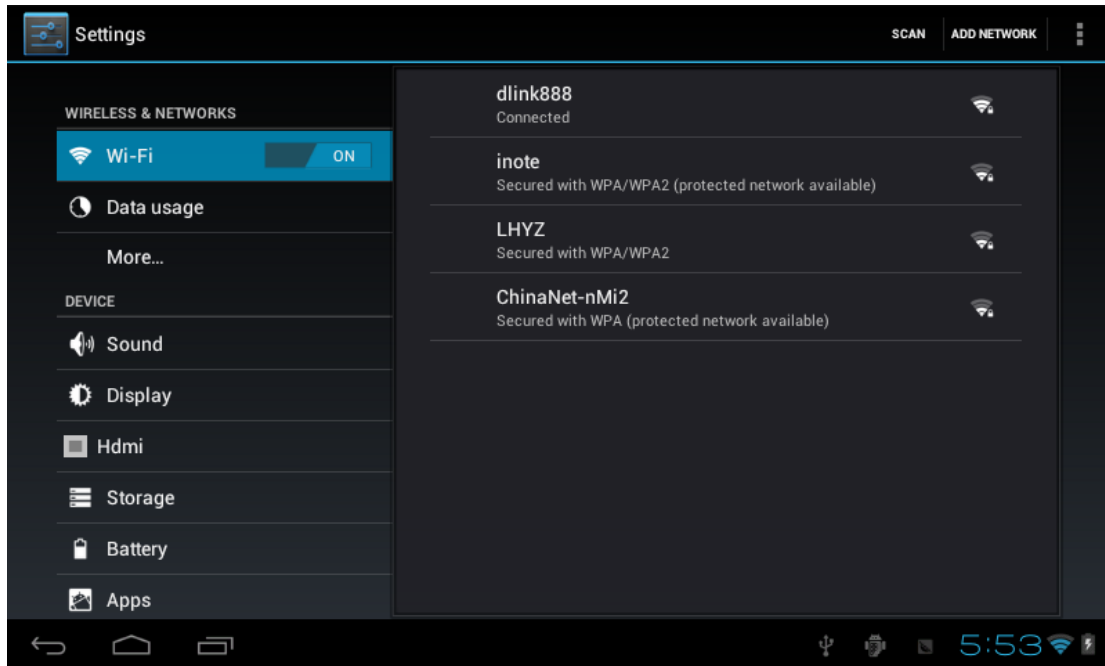 Settings
SCAN
ADD NETWORK
WIRELESS & NETWORKS
Wi-Fi
ON
Data usage
More...
DEVICE
Sound
Display
Hdmi
Storage
Battery
Apps
dlink888
Connected
inote
Secured with WPA/WPA2 (protected network available)
LHYZ
Secured with WPA/WPA2
ChinaNet-nMi2
Secured with WPA (protected network available)
5:53